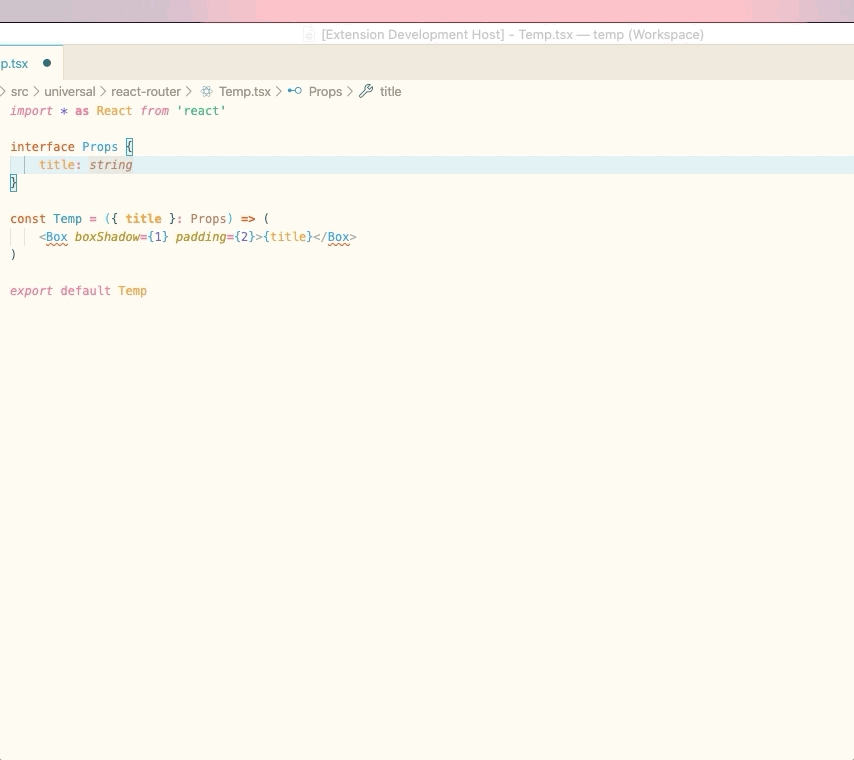 [Extension Development Host] - Temp.tsx — temp (Workspace)
p.tsx
src universal react-router Temp.tsx Props title
import * as React from 'react'
interface Props {
title: string
}
const Temp = ({ title }: Props) => (
<Box boxShadow={1} padding={2}>{title}</Box>
)
export default Temp